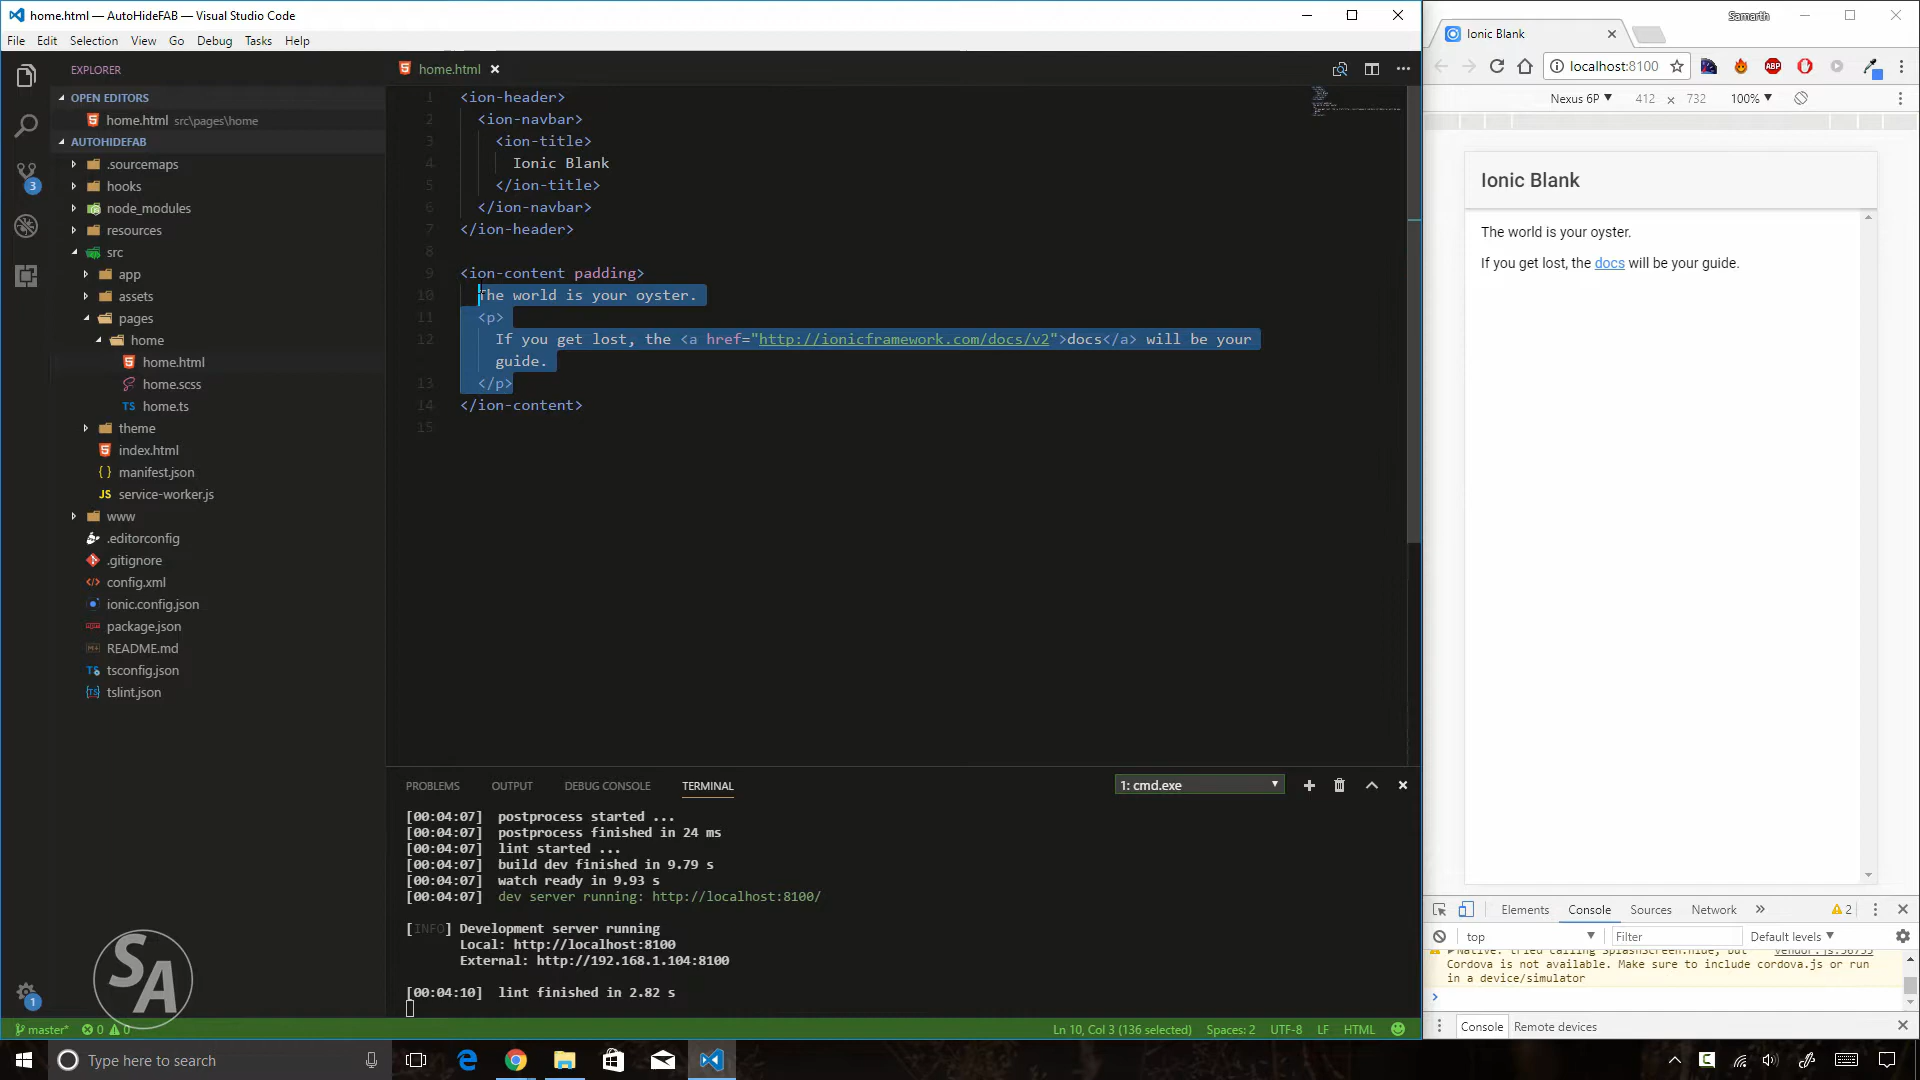 home.html — AutoHideFAB — Visual Studio Code
File Edit Selection View Go Debug Tasks Help
EXPLORER
OPEN EDITORS
home.html src\pages\home
AUTOHIDEFAB
.sourcemaps
hooks
node_modules
resources
src
app
assets
pages
home
home.html
home.scss
TS home.ts
theme
index.html
{ } manifest.json
JS service-worker.js
www
.editorconfig
.gitignore
config.xml
ionic.config.json
package.json
README.md
tsconfig.json
tslint.json
3
1
SA
home.html
1 <ion-header>
2 <ion-navbar>
3 <ion-title>
4 Ionic Blank
5 </ion-title>
6 </ion-navbar>
7 </ion-header>
8
9 <ion-content padding>
10 The world is your oyster.
11 <p>
12 If you get lost, the <a href="http://ionicframework.com/docs/v2">docs</a> will be your
guide.
13 </p>
14 </ion-content>
15
PROBLEMS OUTPUT DEBUG CONSOLE TERMINAL 1: cmd.exe
[00:04:07] postprocess started ...
[00:04:07] postprocess finished in 24 ms
[00:04:07] lint started ...
[00:04:07] build dev finished in 9.79 s
[00:04:07] watch ready in 9.93 s
[00:04:07] dev server running: http://localhost:8100/
[INFO] Development server running
Local: http://localhost:8100
External: http://192.168.1.104:8100
[00:04:10] lint finished in 2.82 s
master* 0 0 Ln 10, Col 3 (136 selected) Spaces: 2 UTF-8 LF HTML
Samarth
Ionic Blank
localhost:8100
ABP
Nexus 6P 412 x 732 100%
Ionic Blank
The world is your oyster.
If you get lost, the docs will be your guide.
Elements Console Sources Network » 2
top Filter Default levels
Native: tried calling SplashScreen.hide, but
Cordova is not available. Make sure to include cordova.js or run
in a device/simulator
Console Remote devices
Type here to search